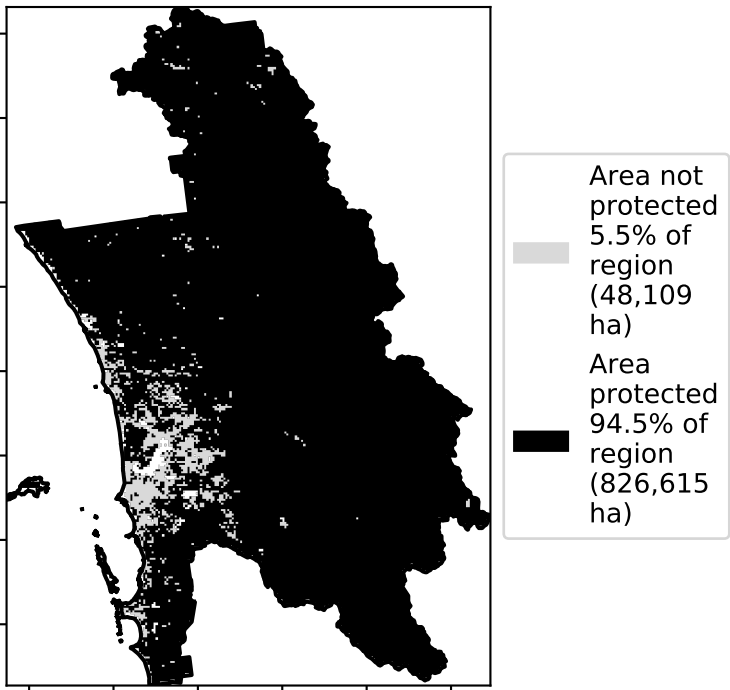 Area not
protected
5.5% of
region
(48,109
ha)
Area
protected
94.5% of
region
(826,615
ha)